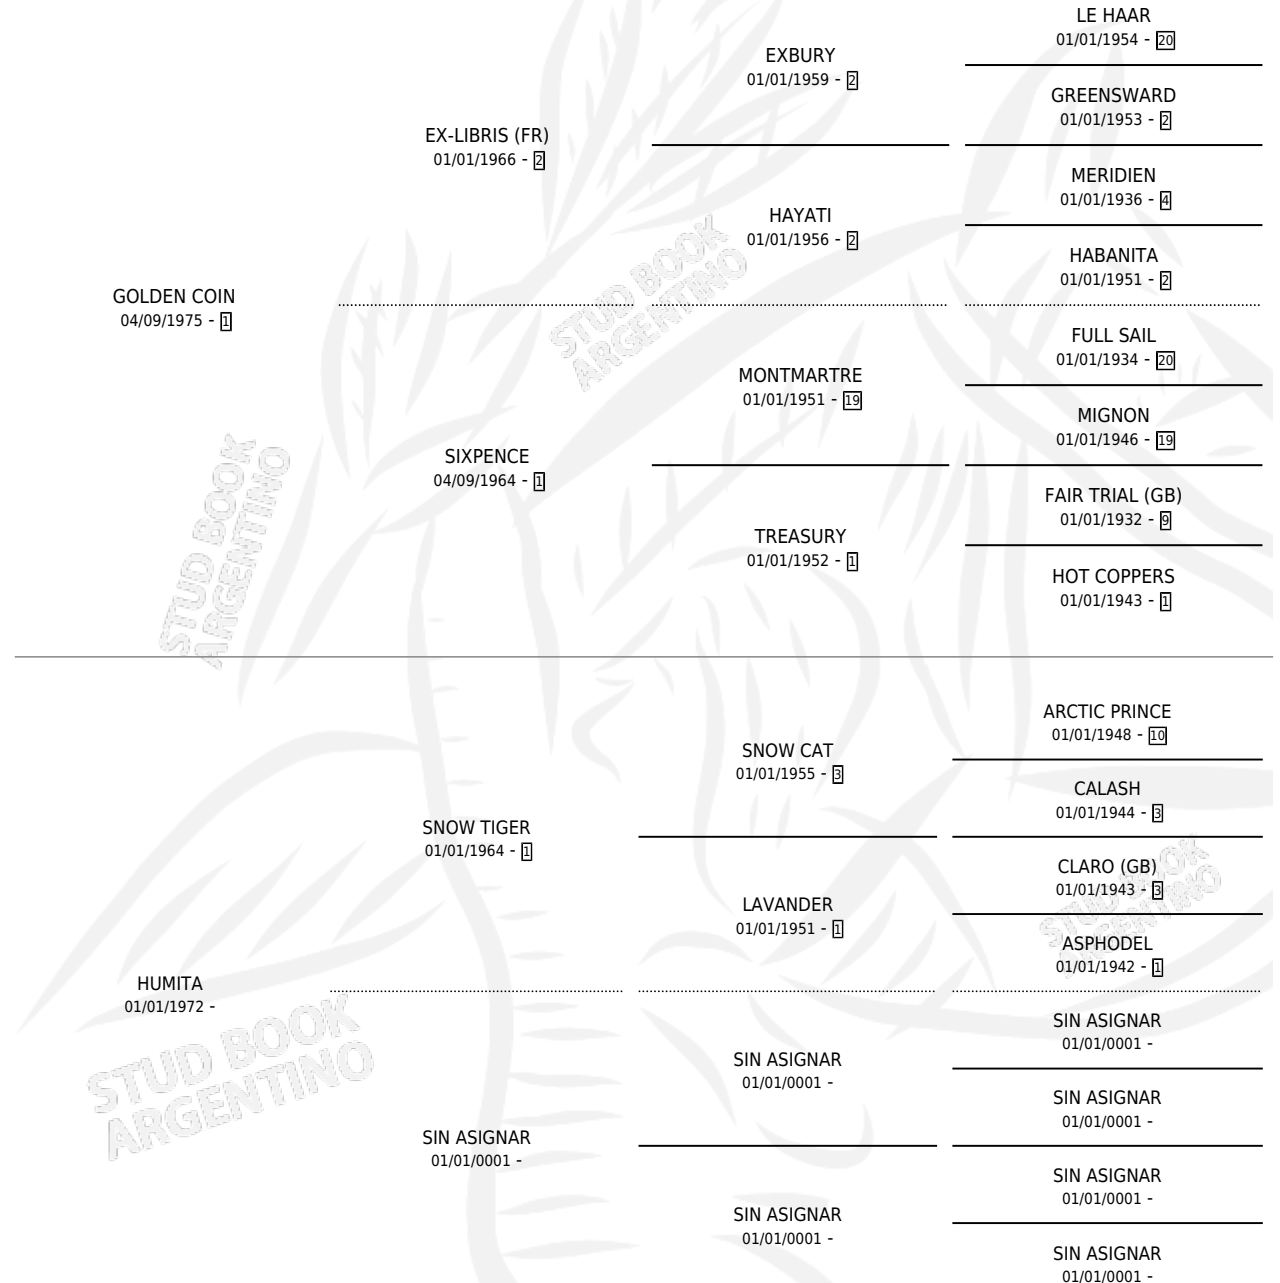 LE HAAR
01/01/1954 - 20
EXBURY
01/01/1959 - 2
GREENSWARD
01/01/1953 - 2
EX-LIBRIS (FR)
01/01/1966 - 2
MERIDIEN
01/01/1936 - 4
HAYATI
01/01/1956 - 2
HABANITA
01/01/1951 - 2
GOLDEN COIN
04/09/1975 - 1
FULL SAIL
01/01/1934 - 20
MONTMARTRE
01/01/1951 - 19
MIGNON
01/01/1946 - 19
SIXPENCE
04/09/1964 - 1
FAIR TRIAL (GB)
01/01/1932 - 9
TREASURY
01/01/1952 - 1
HOT COPPERS
01/01/1943 - 1
STUD BOOK
ARGENTINO
STUD BOOK
ARGENTINO
ARCTIC PRINCE
01/01/1948 - 10
SNOW CAT
01/01/1955 - 3
CALASH
01/01/1944 - 3
SNOW TIGER
01/01/1964 - 1
CLARO (GB)
01/01/1943 - 3
LAVANDER
01/01/1951 - 1
ASPHODEL
01/01/1942 - 1
STUD BOOK
ARGENTINO
HUMITA
01/01/1972 -
SIN ASIGNAR
01/01/0001 -
SIN ASIGNAR
01/01/0001 -
SIN ASIGNAR
01/01/0001 -
STUD BOOK
ARGENTINO
SIN ASIGNAR
01/01/0001 -
SIN ASIGNAR
01/01/0001 -
SIN ASIGNAR
01/01/0001 -
SIN ASIGNAR
01/01/0001 -